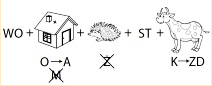 WO + + + ST +
O→A Ż K→ZD
M